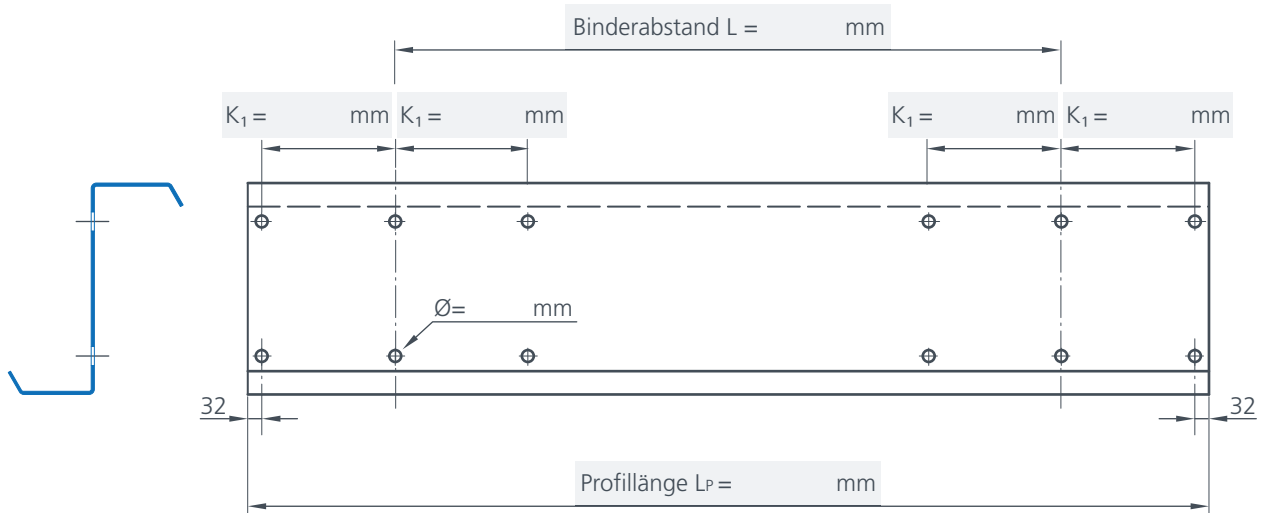 Binderabstand L = mm
K₁ = mm K₁ = mm K₁ = mm K₁ = mm
Ø= mm
32 32
Profillänge LP = mm